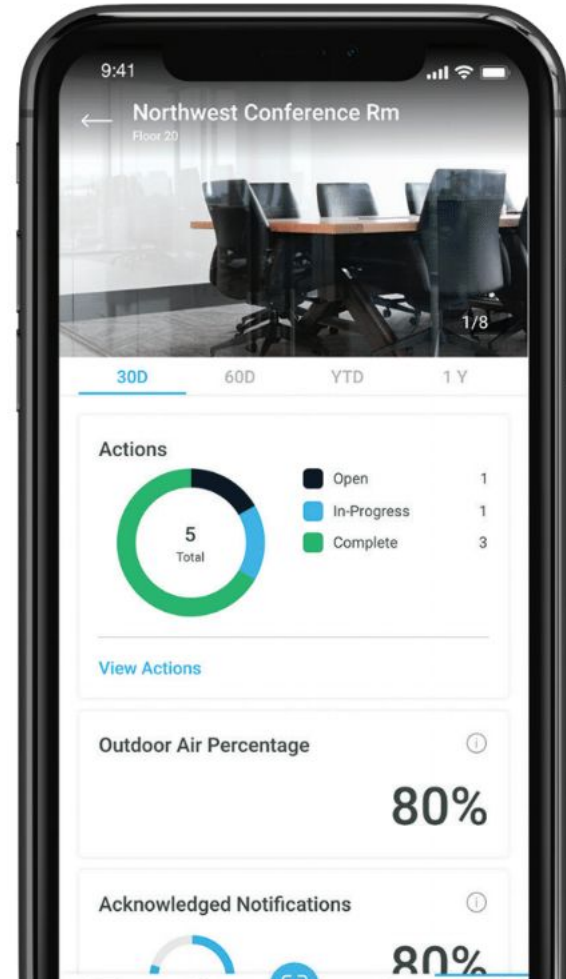 9:41
Northwest Conference Rm
Floor 20
1/8
30D 60D YTD 1 Y
Actions
5
Total
Open 1
In-Progress 1
Complete 3
View Actions
Outdoor Air Percentage
80%
Acknowledged Notifications
80%